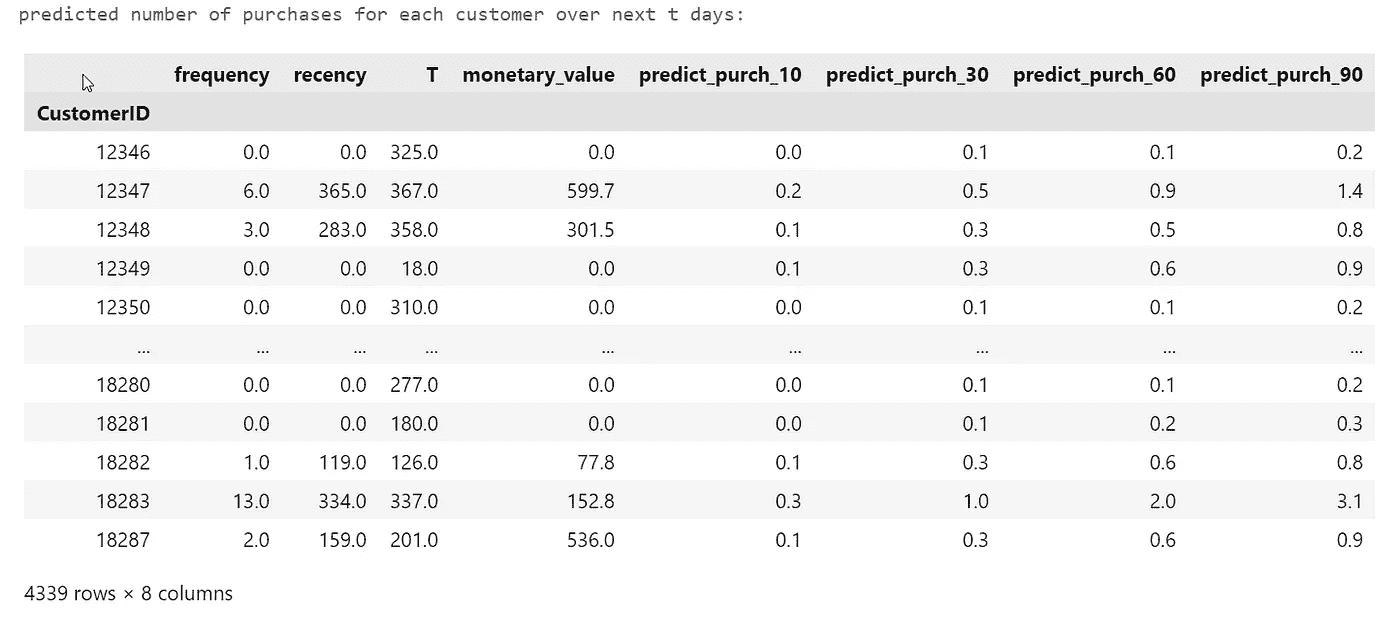 predicted number of purchases for each customer over next t days:
frequency recency T monetary_value predict_purch_10 predict_purch_30 predict_purch_60 predict_purch_90
CustomerID
12346 0.0 0.0 325.0 0.0 0.0 0.1 0.1 0.2
12347 6.0 365.0 367.0 599.7 0.2 0.5 0.9 1.4
12348 3.0 283.0 358.0 301.5 0.1 0.3 0.5 0.8
12349 0.0 0.0 18.0 0.0 0.1 0.3 0.6 0.9
12350 0.0 0.0 310.0 0.0 0.0 0.1 0.1 0.2
... ... ... ... ... ... ... ... ...
18280 0.0 0.0 277.0 0.0 0.0 0.1 0.1 0.2
18281 0.0 0.0 180.0 0.0 0.0 0.1 0.2 0.3
18282 1.0 119.0 126.0 77.8 0.1 0.3 0.6 0.8
18283 13.0 334.0 337.0 152.8 0.3 1.0 2.0 3.1
18287 2.0 159.0 201.0 536.0 0.1 0.3 0.6 0.9
4339 rows × 8 columns